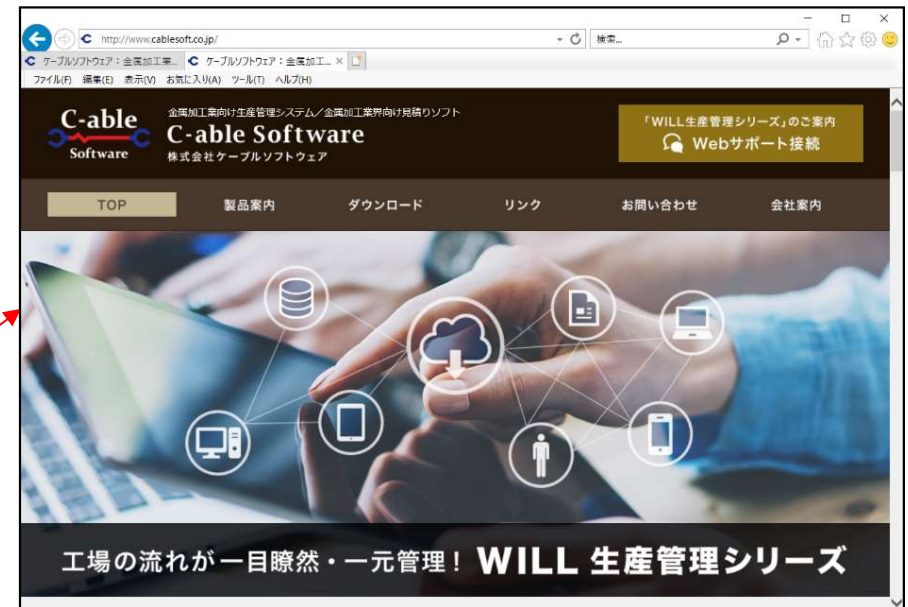 http://www.cablesoft.co.jp/
検索...
ケーブルソフトウェア：金属加工業...
ケーブルソフトウェア：金属加工... ×
ファイル(F) 編集(E) 表示(V) お気に入り(A) ツール(T) ヘルプ(H)
C-able
Software
金属加工業向け生産管理システム／金属加工業界向け見積りソフト
C-able Software
株式会社ケーブルソフトウェア
「WILL生産管理シリーズ」のご案内
Webサポート接続
TOP 製品案内 ダウンロード リンク お問い合わせ 会社案内
工場の流れが一目瞭然・一元管理！ WILL 生産管理シリーズ